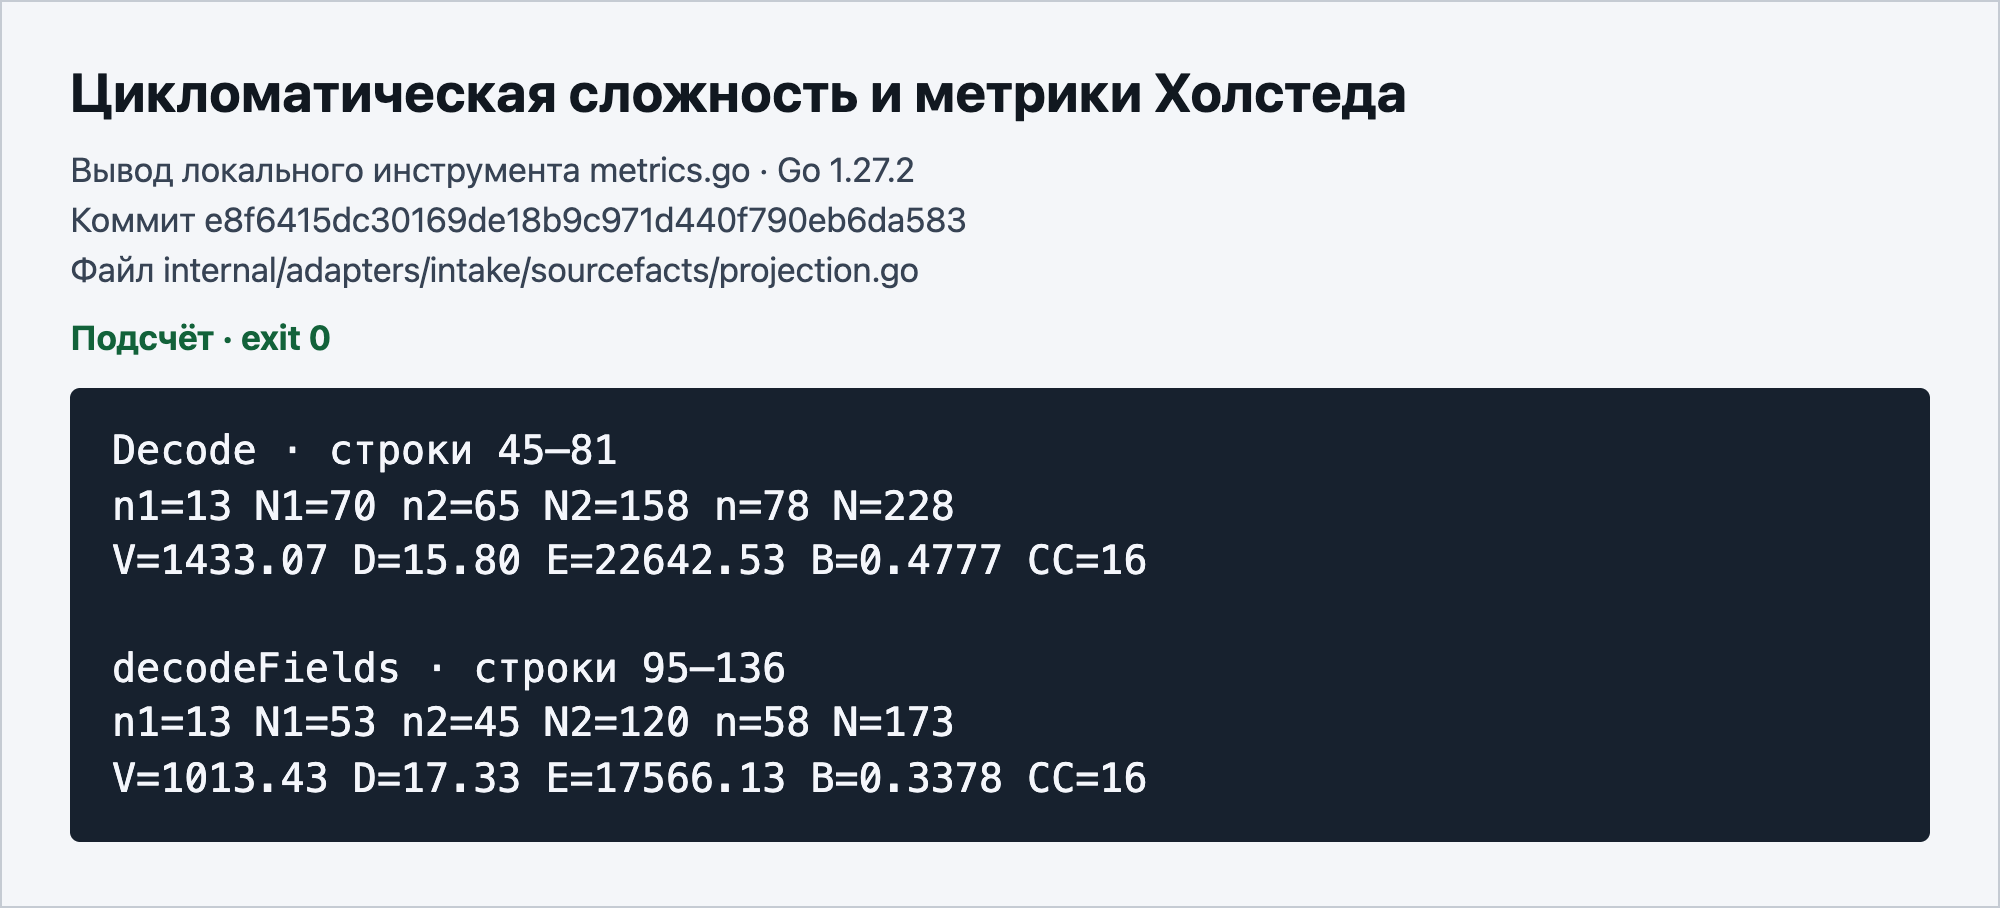 Цикломатическая сложность и метрики Холстеда
Вывод локального инструмента metrics.go · Go 1.27.2
Коммит e8f6415dc30169de18b9c971d440f790eb6da583
Файл internal/adapters/intake/sourcefacts/projection.go
Подсчёт · exit 0
Decode · строки 45–81
n1=13 N1=70 n2=65 N2=158 n=78 N=228
V=1433.07 D=15.80 E=22642.53 B=0.4777 CC=16
decodeFields · строки 95–136
n1=13 N1=53 n2=45 N2=120 n=58 N=173
V=1013.43 D=17.33 E=17566.13 B=0.3378 CC=16